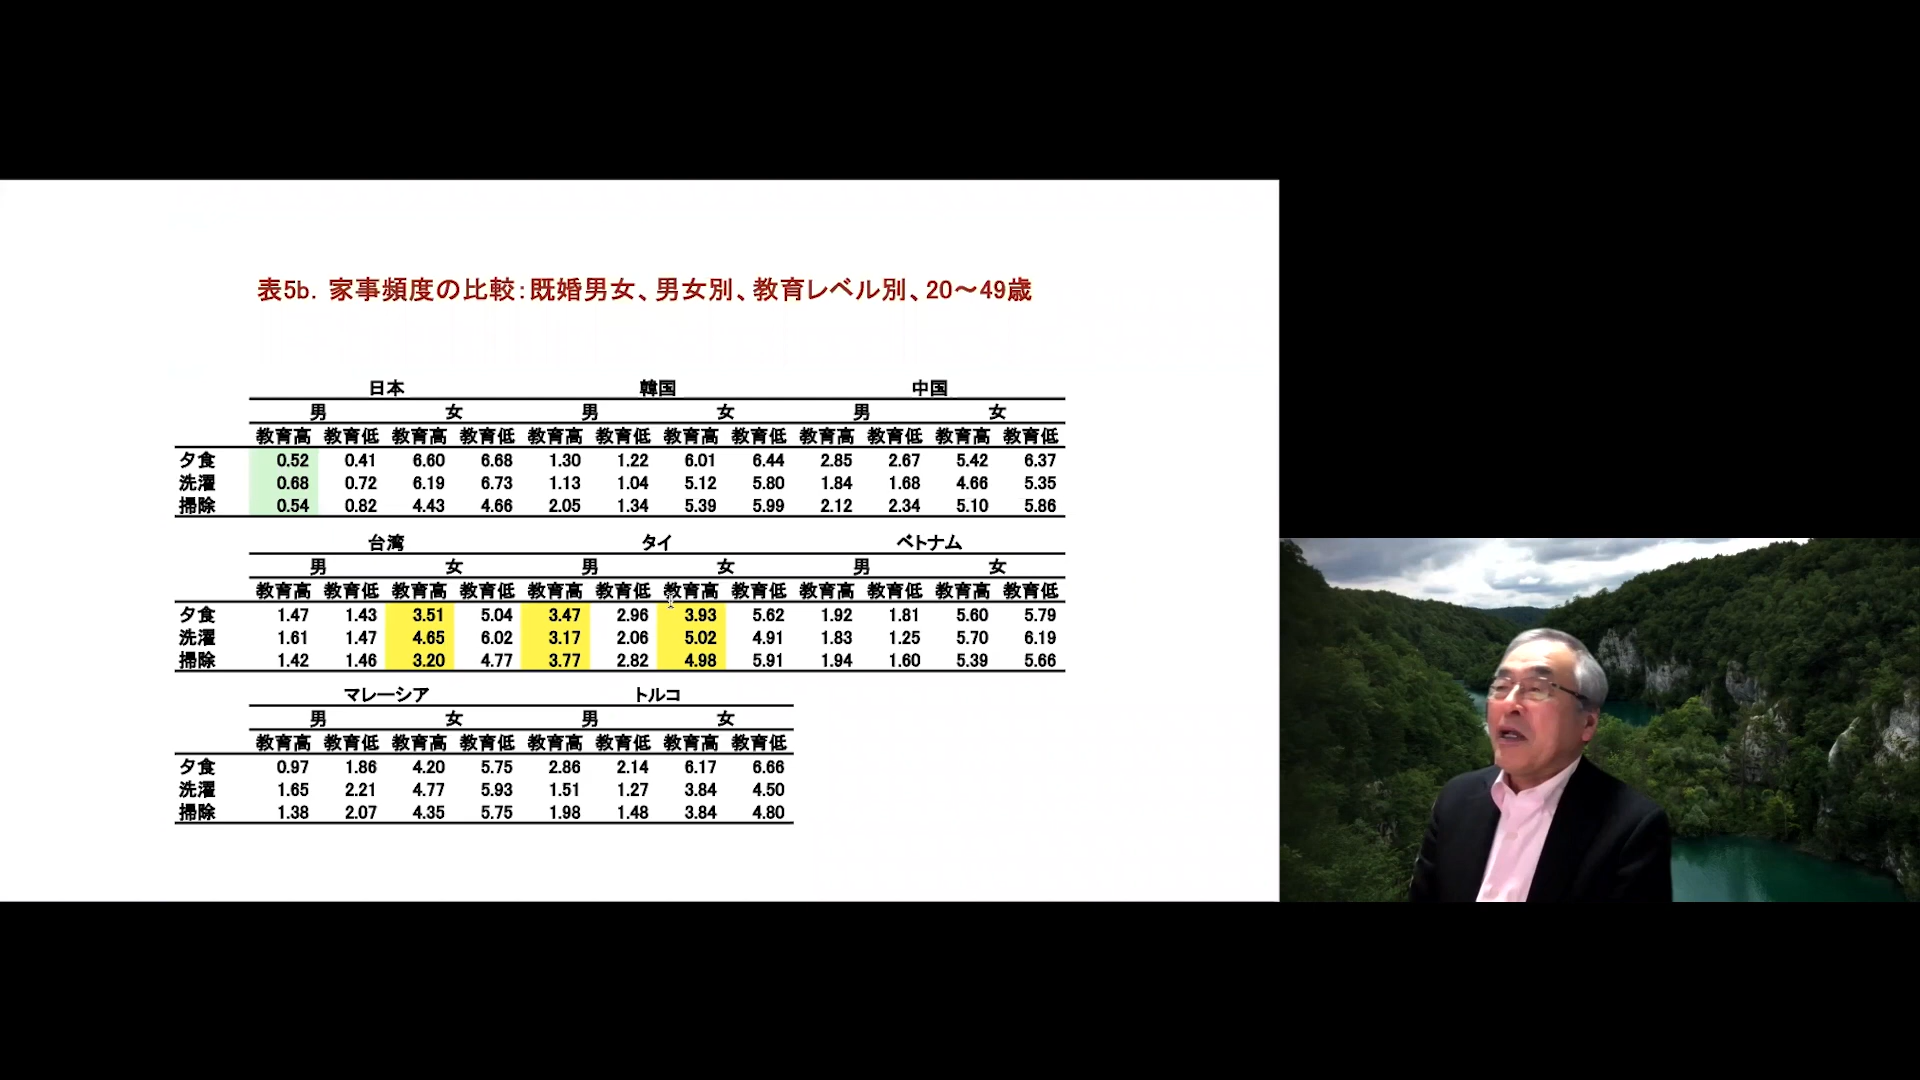 表5b. 家事頻度の比較：既婚男女、男女別、教育レベル別、20～49歳
日本 韓国 中国
男 女 男 女 男 女
教育高 教育低 教育高 教育低 教育高 教育低 教育高 教育低 教育高 教育低 教育高 教育低
夕食 0.52 0.41 6.60 6.68 1.30 1.22 6.01 6.44 2.85 2.67 5.42 6.37
洗濯 0.68 0.72 6.19 6.73 1.13 1.04 5.12 5.80 1.84 1.68 4.66 5.35
掃除 0.54 0.82 4.43 4.66 2.05 1.34 5.39 5.99 2.12 2.34 5.10 5.86
台湾 タイ ベトナム
男 女 男 女 男 女
教育高 教育低 教育高 教育低 教育高 教育低 教育高 教育低 教育高 教育低 教育高 教育低
夕食 1.47 1.43 3.51 5.04 3.47 2.96 3.93 5.62 1.92 1.81 5.60 5.79
洗濯 1.61 1.47 4.65 6.02 3.17 2.06 5.02 4.91 1.83 1.25 5.70 6.19
掃除 1.42 1.46 3.20 4.77 3.77 2.82 4.98 5.91 1.94 1.60 5.39 5.66
マレーシア トルコ
男 女 男 女
教育高 教育低 教育高 教育低 教育高 教育低 教育高 教育低
夕食 0.97 1.86 4.20 5.75 2.86 2.14 6.17 6.66
洗濯 1.65 2.21 4.77 5.93 1.51 1.27 3.84 4.50
掃除 1.38 2.07 4.35 5.75 1.98 1.48 3.84 4.80